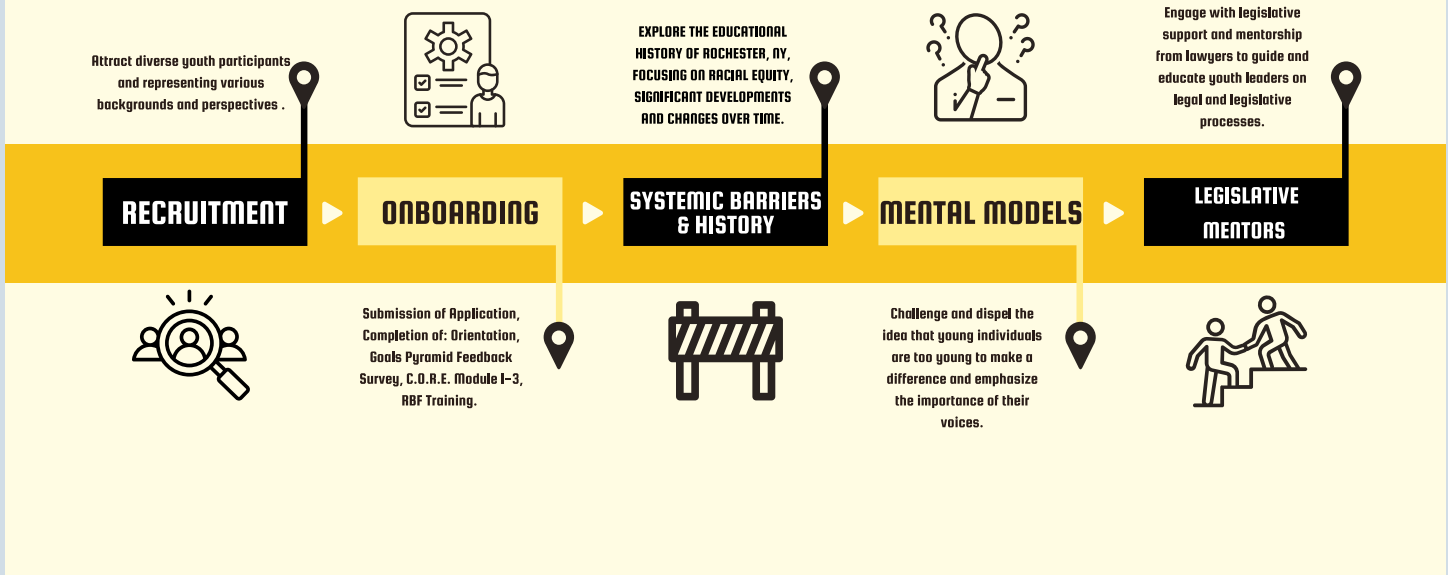 Attract diverse youth participants
and representing various
backgrounds and perspectives .
EXPLORE THE EDUCATIONAL
HISTORY OF ROCHESTER, NY,
FOCUSING ON RACIAL EQUITY,
SIGNIFICANT DEVELOPMENTS
AND CHANGES OVER TIME.
Engage with legislative
support and mentorship
from lawyers to guide and
educate youth leaders on
legal and legislative
processes.
RECRUITMENT
ONBOARDING
SYSTEMIC BARRIERS
& HISTORY
MENTAL MODELS
LEGISLATIVE
MENTORS
Submission of Application,
Completion of: Orientation,
Goals Pyramid Feedback
Survey, C.O.R.E. Module 1-3,
RBF Training.
Challenge and dispel the
idea that young individuals
are too young to make a
difference and emphasize
the importance of their
voices.